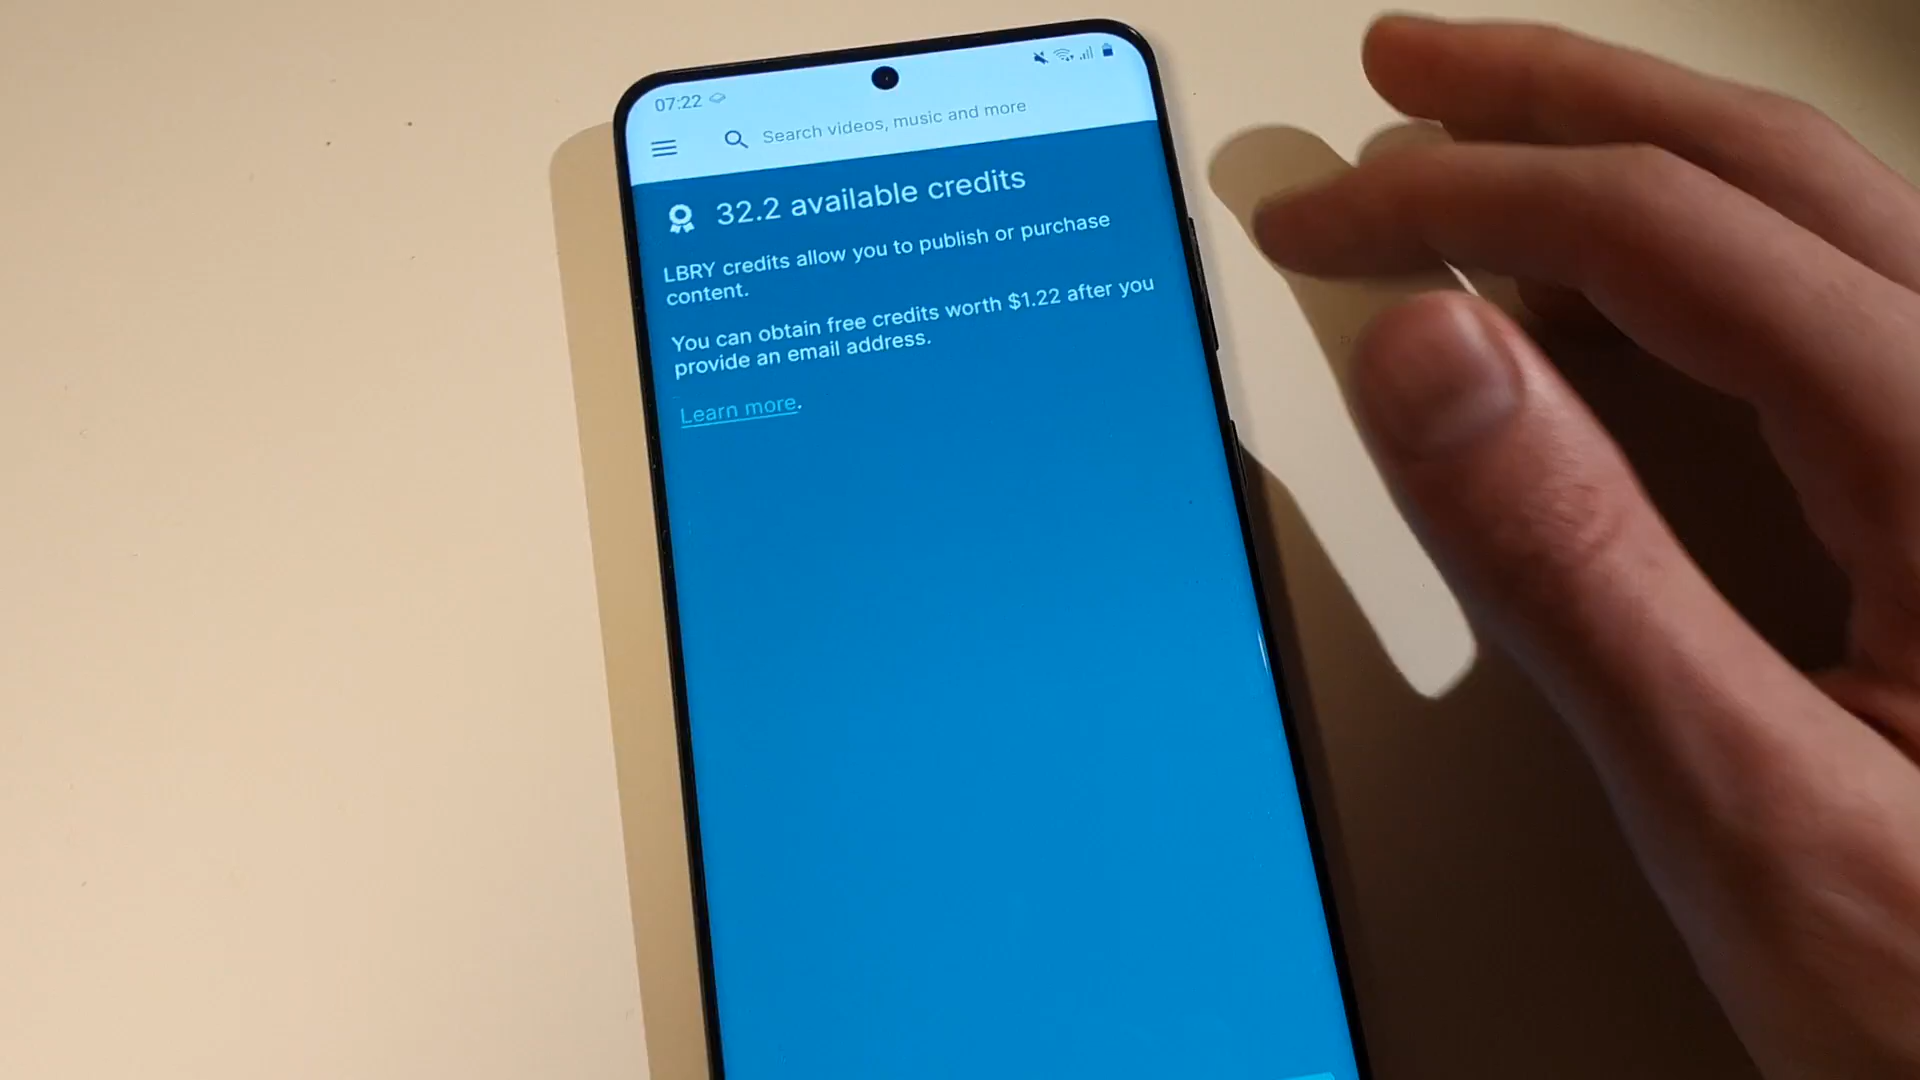 07:22
Search videos, music and more
32.2 available credits
LBRY credits allow you to publish or purchase
content.
You can obtain free credits worth $1.22 after you
provide an email address.
Learn more.